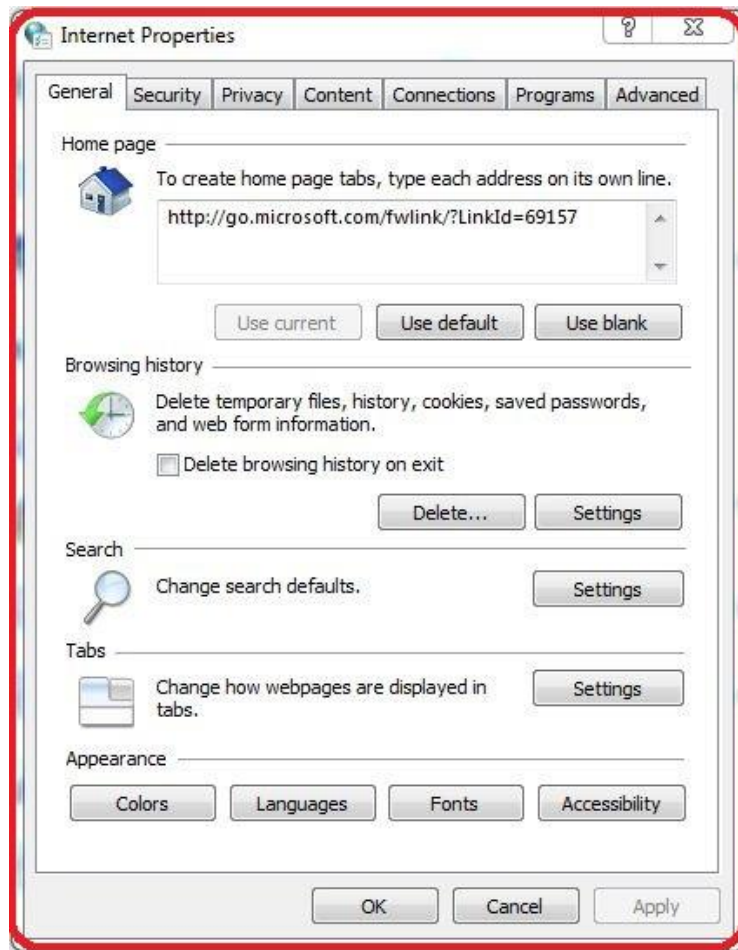 Internet Properties
General Security Privacy Content Connections Programs Advanced
Home page
To create home page tabs, type each address on its own line.
http://go.microsoft.com/fwlink/?LinkId=69157
Use current Use default Use blank
Browsing history
Delete temporary files, history, cookies, saved passwords,
and web form information.
Delete browsing history on exit
Delete... Settings
Search
Change search defaults. Settings
Tabs
Change how webpages are displayed in Settings
tabs.
Appearance
Colors Languages Fonts Accessibility
OK Cancel Apply